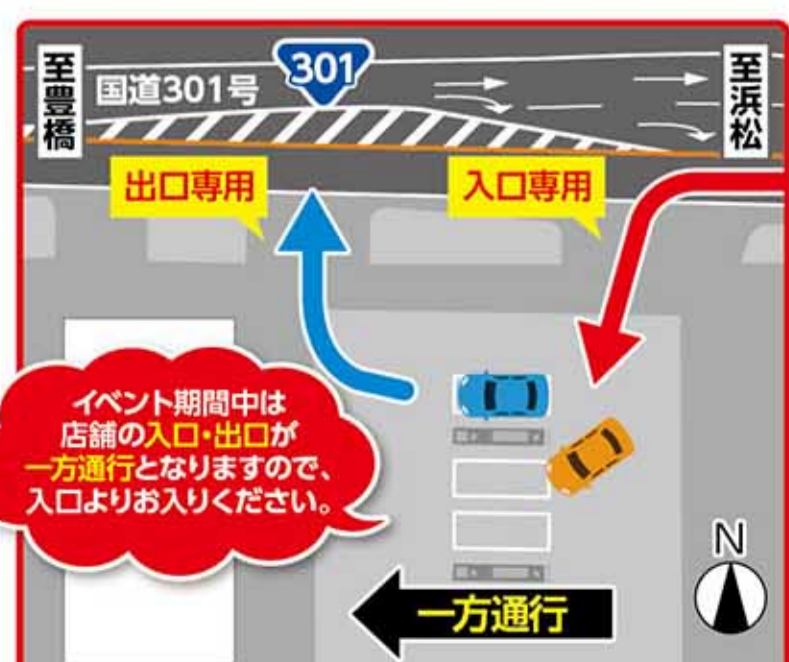 至豊橋
国道301号
301
至浜松
出口専用
入口専用
イベント期間中は
店舗の入口・出口が
一方通行となりますので、
入口よりお入りください。
一方通行
N